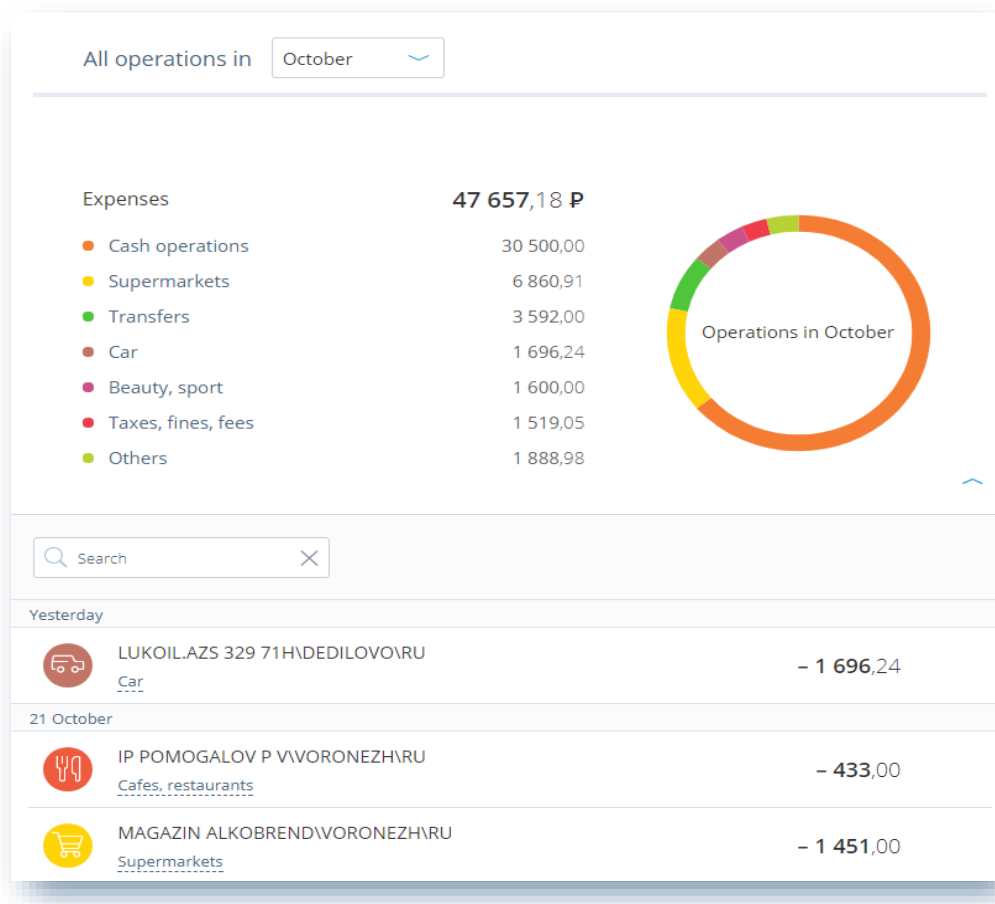 All operations in October
Expenses 47 657,18 ₽
Cash operations 30 500,00
Supermarkets 6 860,91
Transfers 3 592,00
Car 1 696,24
Beauty, sport 1 600,00
Taxes, fines, fees 1 519,05
Others 1 888,98
Operations in October
Search
Yesterday
LUKOIL.AZS 329 71H\DEDILOVO\RU
Car
– 1 696,24
21 October
IP POMOGALOV P V\VORONEZH\RU
Cafes, restaurants
– 433,00
MAGAZIN ALKOBREND\VORONEZH\RU
Supermarkets
– 1 451,00